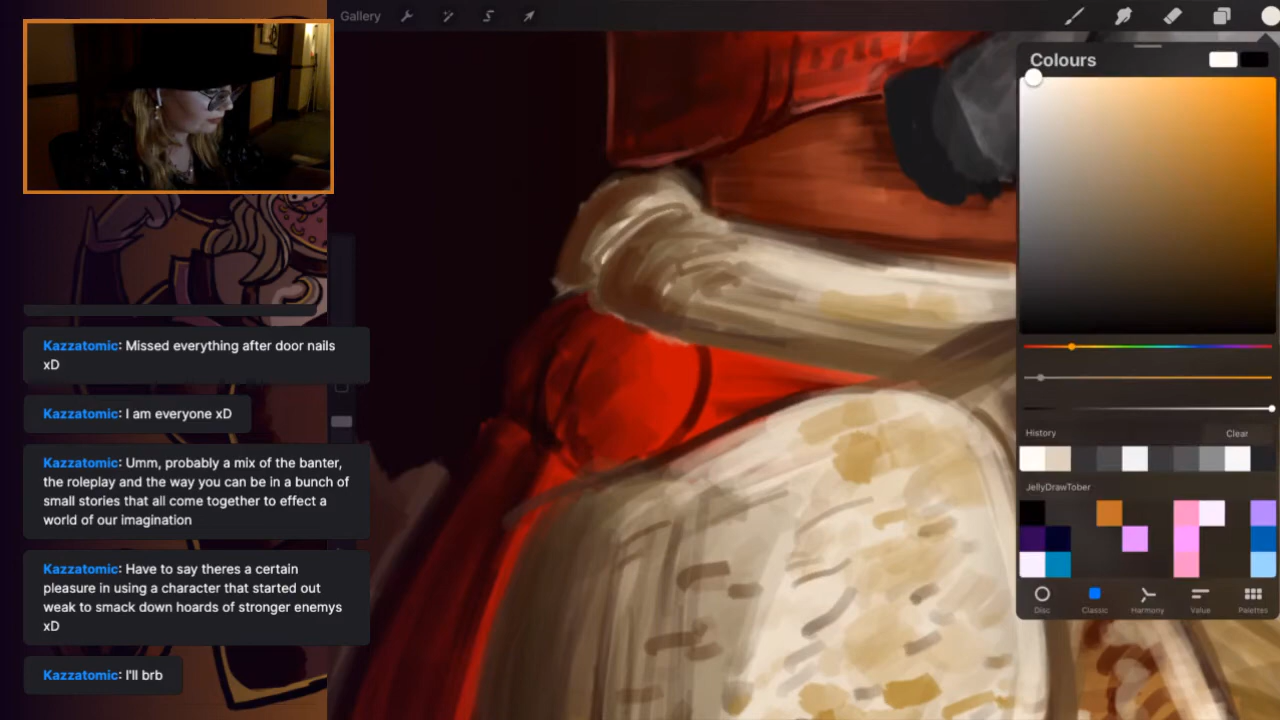 Gallery
Colours
Kazzatomic: Missed everything after door nails
xD
Kazzatomic: I am everyone xD
Kazzatomic: Umm, probably a mix of the banter,
the roleplay and the way you can be in a bunch of
small stories that all come together to effect a
world of our imagination
Kazzatomic: Have to say theres a certain
pleasure in using a character that started out
weak to smack down hoards of stronger enemys
xD
Kazzatomic: I'll brb
History
Clear
JellyDrawTober
Disc
Classic
Harmony
Value
Palettes